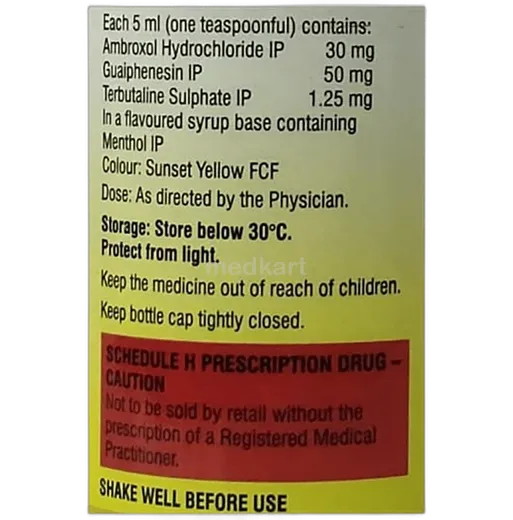 Each 5 ml (one teaspoonful) contains:
Ambroxol Hydrochloride IP 30 mg
Guaiphenesin IP 50 mg
Terbutaline Sulphate IP 1.25 mg
In a flavoured syrup base containing
Menthol IP
Colour: Sunset Yellow FCF
Dose: As directed by the Physician.
Storage: Store below 30°C.
Protect from light.
medkart
Keep the medicine out of reach of children.
Keep bottle cap tightly closed.
SCHEDULE H PRESCRIPTION DRUG –
CAUTION
Not to be sold by retail without the
prescription of a Registered Medical
Practitioner.
SHAKE WELL BEFORE USE